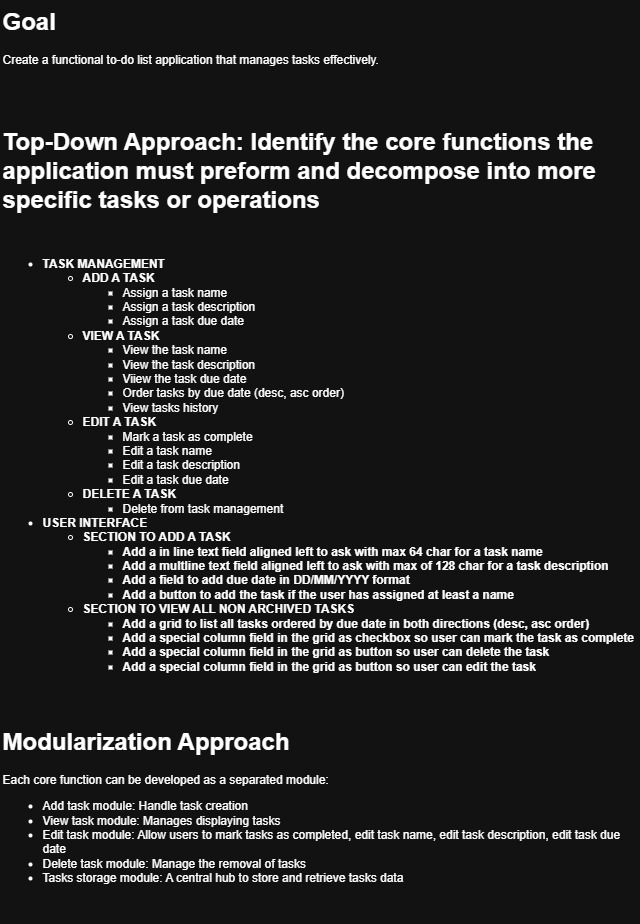 Goal
Create a functional to-do list application that manages tasks effectively.
Top-Down Approach: Identify the core functions the
application must preform and decompose into more
specific tasks or operations
TASK MANAGEMENT
ADD A TASK
Assign a task name
Assign a task description
Assign a task due date
VIEW A TASK
View the task name
View the task description
Viiew the task due date
Order tasks by due date (desc, asc order)
View tasks history
EDIT A TASK
Mark a task as complete
Edit a task name
Edit a task description
Edit a task due date
DELETE A TASK
Delete from task management
USER INTERFACE
SECTION TO ADD A TASK
Add a in line text field aligned left to ask with max 64 char for a task name
Add a multline text field aligned left to ask with max of 128 char for a task description
Add a field to add due date in DD/MM/YYYY format
Add a button to add the task if the user has assigned at least a name
SECTION TO VIEW ALL NON ARCHIVED TASKS
Add a grid to list all tasks ordered by due date in both directions (desc, asc order)
Add a special column field in the grid as checkbox so user can mark the task as complete
Add a special column field in the grid as button so user can delete the task
Add a special column field in the grid as button so user can edit the task
Modularization Approach
Each core function can be developed as a separated module:
Add task module: Handle task creation
View task module: Manages displaying tasks
Edit task module: Allow users to mark tasks as completed, edit task name, edit task description, edit task due
date
Delete task module: Manage the removal of tasks
Tasks storage module: A central hub to store and retrieve tasks data